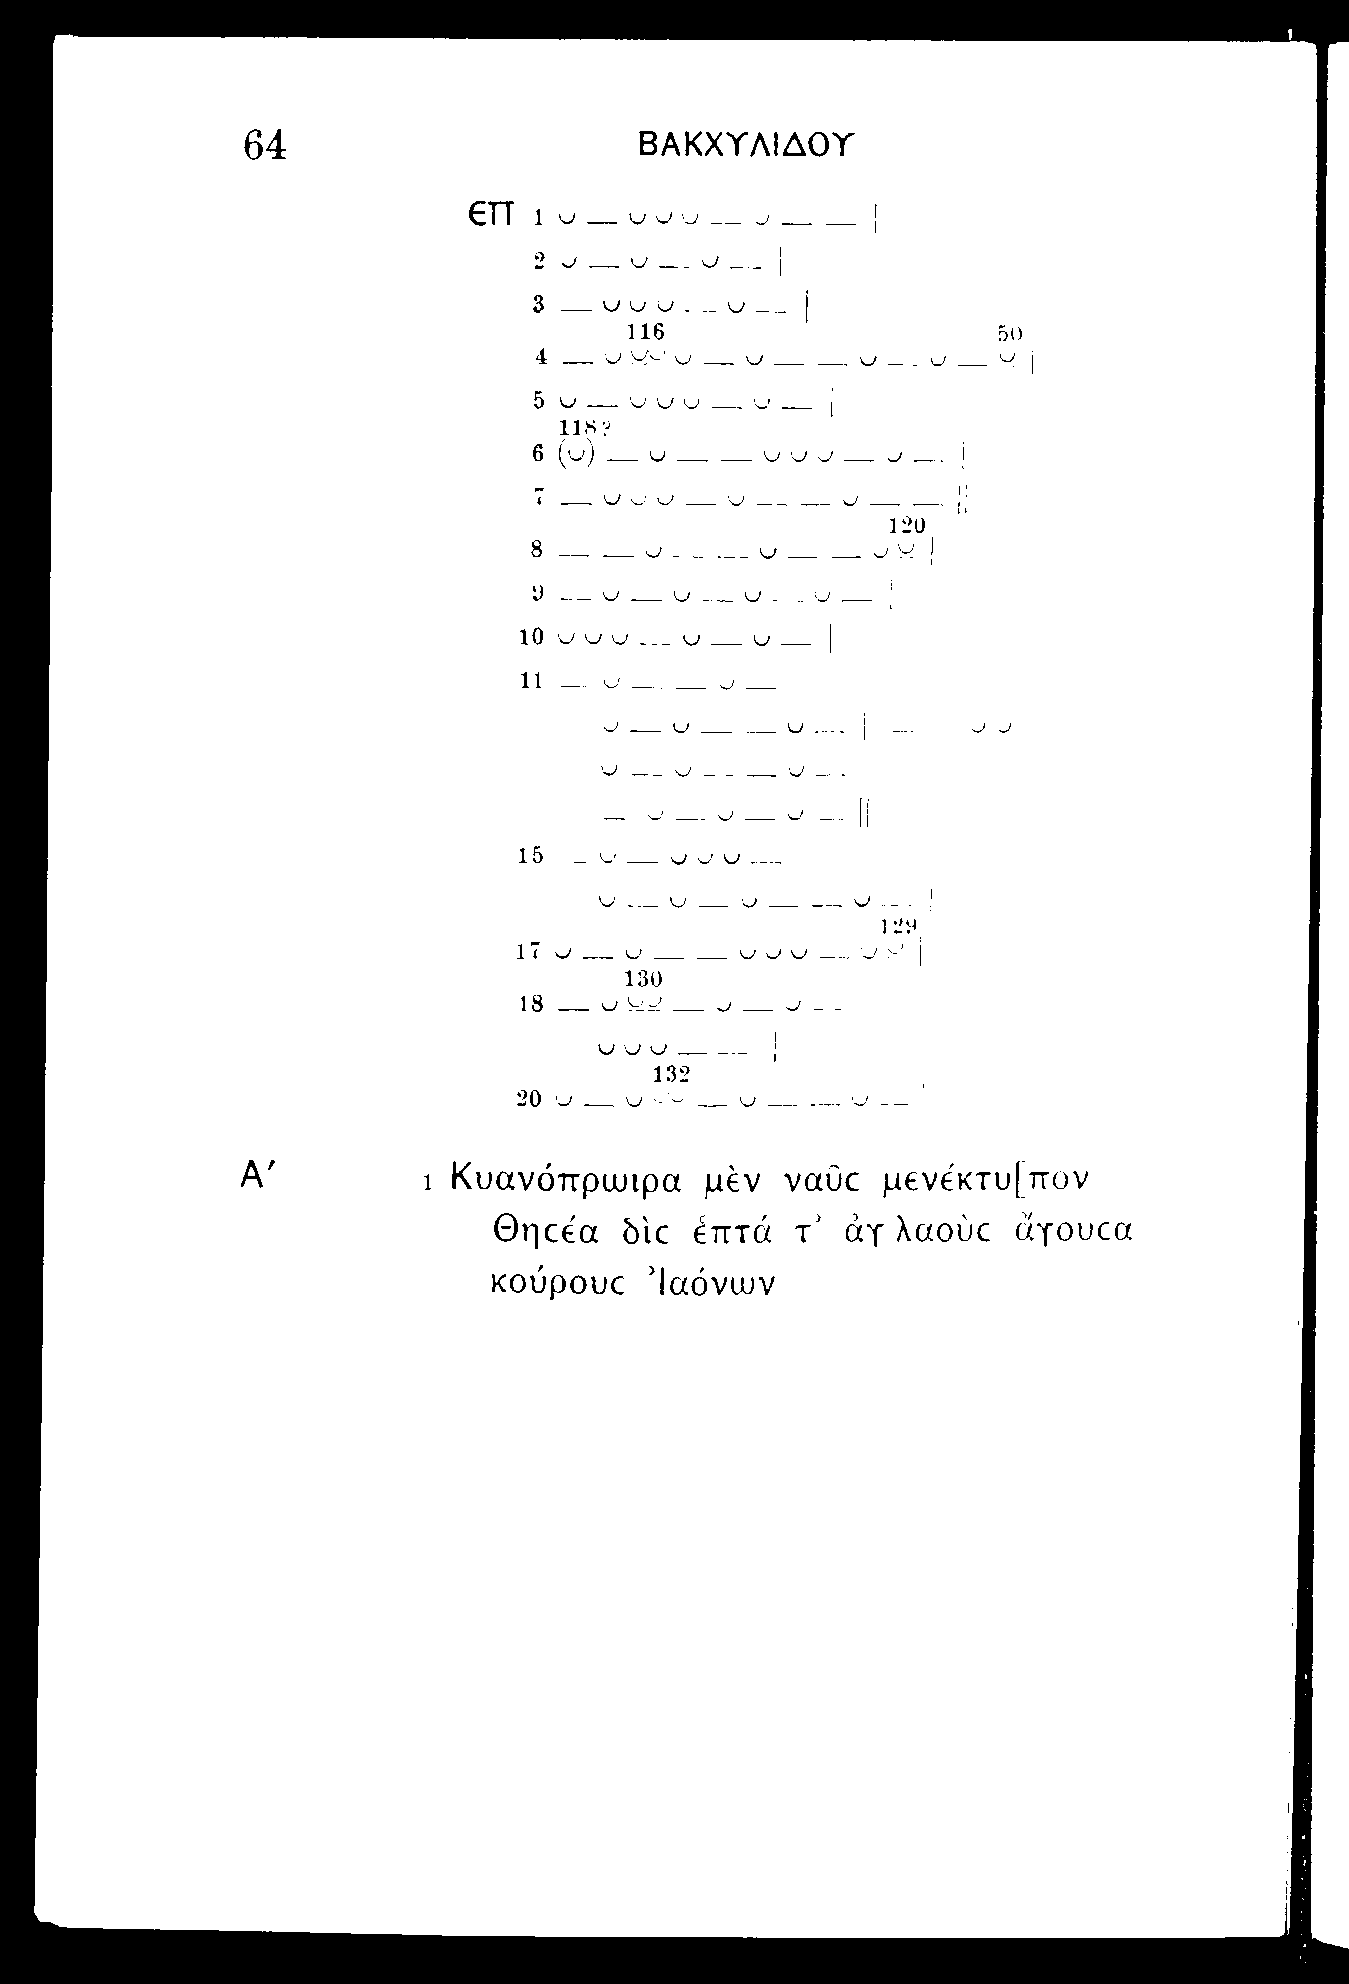 64 ΒΑΚΧΥΛΙΔΟΥ
ЄΠ 1 ⏑ — ⏑ ⏑ ⏑ — ⏑ — — |
2 ⏑ — ⏑ — ⏑ — |
3 — ⏑ ⏑ ⏑ — ⏑ — |
116 50
4 — ⏑ ⏑⏑ ⏑ — ⏑ — — ⏑ — ⏑ — ⏑ |
5 ⏑ — ⏑ ⏑ ⏑ — ⏑ — |
118?
6 (⏑) — ⏑ — — ⏑ ⏑ ⏑ — ⏑ — |
7 — ⏑ ⏑ ⏑ — ⏑ — — ⏑ — — ||
120
8 — — ⏑ — — ⏑ — — ⏑ ⏑ |
9 — ⏑ — ⏑ — ⏑ — ⏑ — |
10 ⏑ ⏑ ⏑ — ⏑ — ⏑ — |
11 — ⏑ — — ⏑ —
⏑ — ⏑ — — ⏑ — | — ⏑ ⏑
⏑ — ⏑ — — ⏑ —
— ⏑ — ⏑ — ⏑ — ||
15 — ⏑ — ⏑ ⏑ ⏑ —
⏑ — ⏑ — ⏑ — — ⏑ — |
129
17 ⏑ — ⏑ — — ⏑ ⏑ ⏑ — ⏑ ⏑ |
130
18 — ⏑ ⏑⏑ — ⏑ — ⏑ —
⏑ ⏑ ⏑ — — |
132
20 ⏑ — ⏑ ⏑⏑ — ⏑ — — ⏑ —
Α′ 1 Κυανόπρωιρα μὲν ναῦϲ μενέκτυ[πον
Θηϲέα δὶϲ ἑπτά τ’ ἀγλαοὺϲ ἄγουϲα
κούρουϲ Ἰαόνων